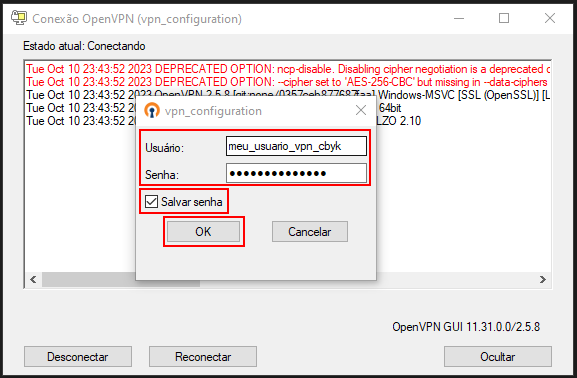 Conexão OpenVPN (vpn_configuration)
Estado atual: Conectando
Tue Oct 10 23:43:52 2023 DEPRECATED OPTION: ncp-disable. Disabling cipher negotiation is a deprecated
Tue Oct 10 23:43:52 2023 DEPRECATED OPTION: --cipher set to 'AES-256-CBC' but missing in --data-ciphers
Tue Oct 10 23:43:52 2023 OpenVPN 2.5.8 [git:none/0357ceb877687faa] Windows-MSVC [SSL (OpenSSL)]
Tue Oct 10 23:43:52 64bit
Tue Oct 10 23:43:52 LZO 2.10
vpn_configuration
Usuário: meu_usuario_vpn_cbyk
Senha: ●●●●●●●●●●●●●●
Salvar senha
OK Cancelar
OpenVPN GUI 11.31.0.0/2.5.8
Desconectar Reconectar Ocultar